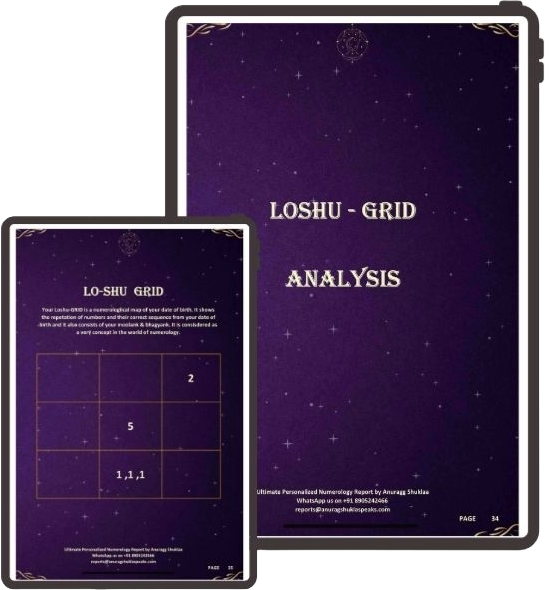 LOSHU - GRID
ANALYSIS
Ultimate Personalized Numerology Report by Anuragg Shuklaa
WhatsApp us on +91 8905242466
reports@anuragshuklaspeaks.com
PAGE 34
LO-SHU GRID
Your Loshu-GRID is a numerological map of your date of birth. It shows
the repetation of numbers and their correct sequence from your date of
-birth and it also consists of your moolank & bhagyank. It is considered as
a very concept in the world of numerology.
2
5
1 ,1 ,1
Ultimate Personalized Numerology Report by Anuragg Shuklaa
WhatsApp us on +91 8905242466
reports@anuragshuklaspeaks.com
PAGE 35